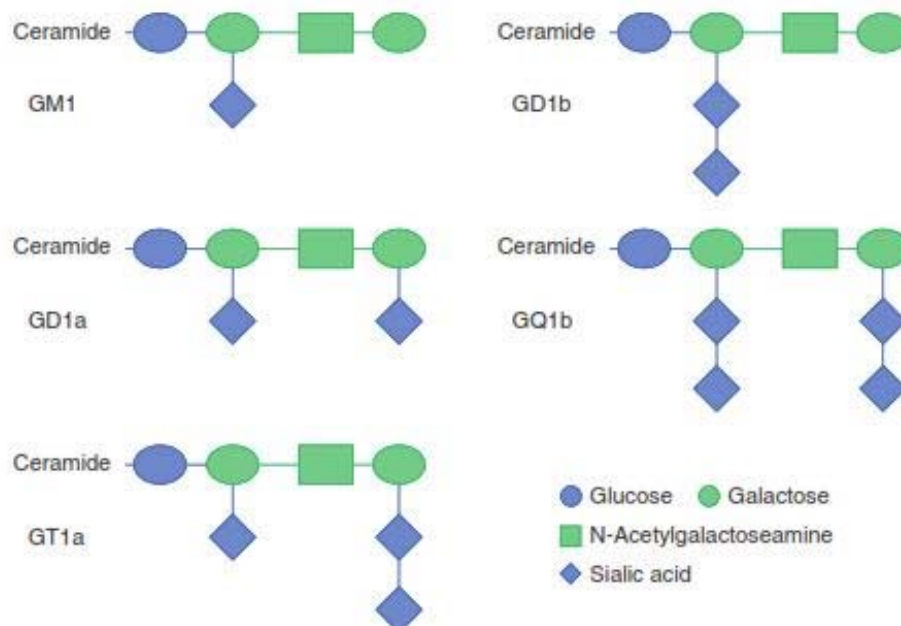 Ceramide
GM1
Ceramide
GD1b
Ceramide
GD1a
Ceramide
GQ1b
Ceramide
GT1a
Glucose Galactose
N-Acetylgalactoseamine
Sialic acid